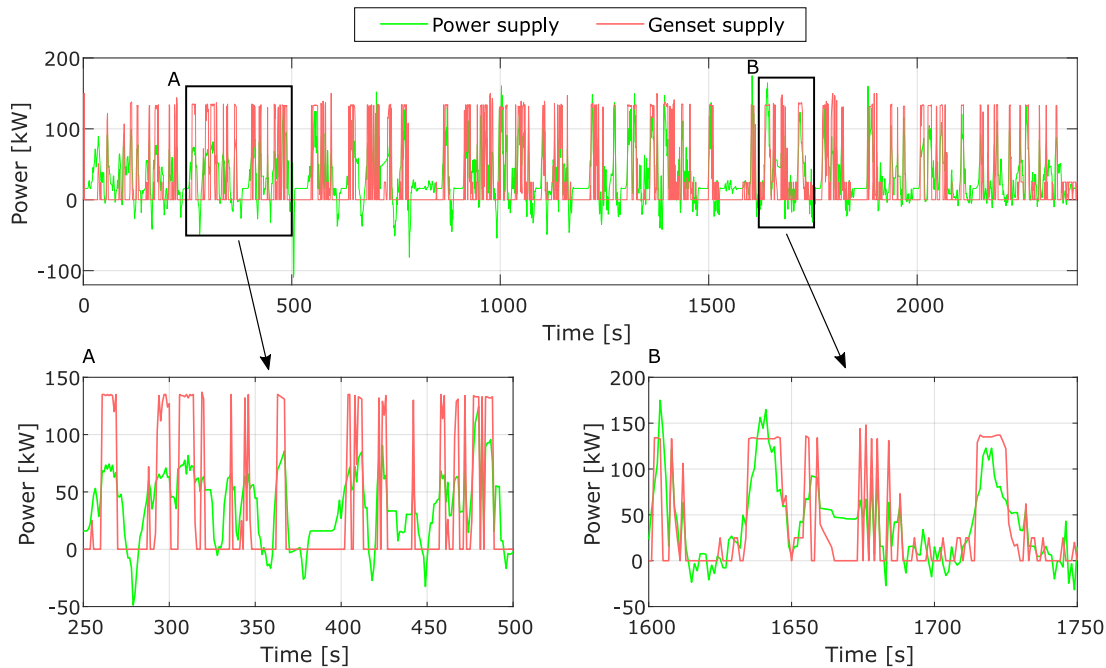 Power supply Genset supply
A B
200
100
0
-100
Power [kW]
0 500 1000 1500 2000
Time [s]
A
150
100
50
0
-50
Power [kW]
250 300 350 400 450 500
Time [s]
B
200
150
100
50
0
-50
Power [kW]
1600 1650 1700 1750
Time [s]